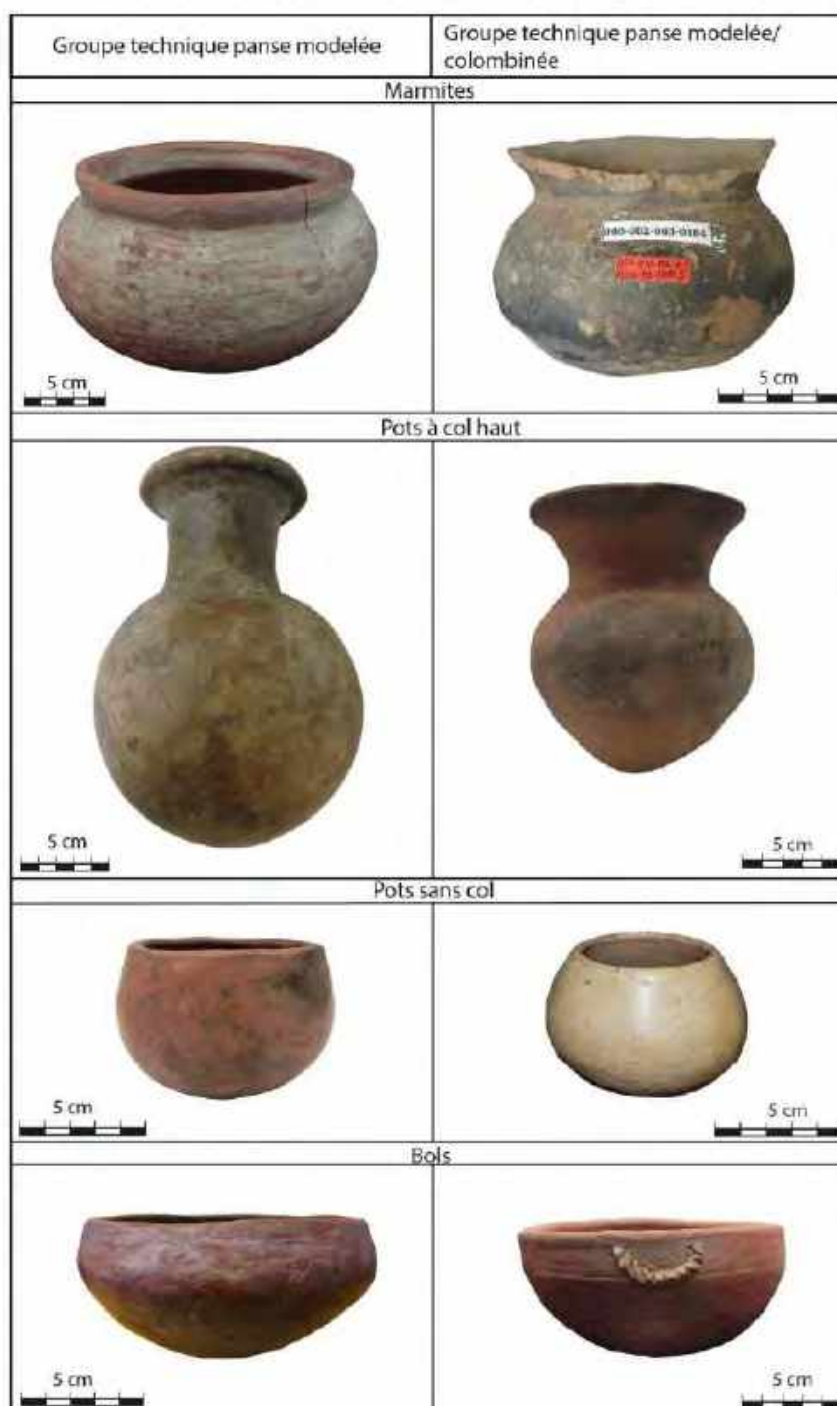 Groupe technique panse modelée
Groupe technique panse modelée/
colombinée
Marmites
5 cm
5 cm
Pots à col haut
5 cm
5 cm
Pots sans col
5 cm
5 cm
Bols
5 cm
5 cm